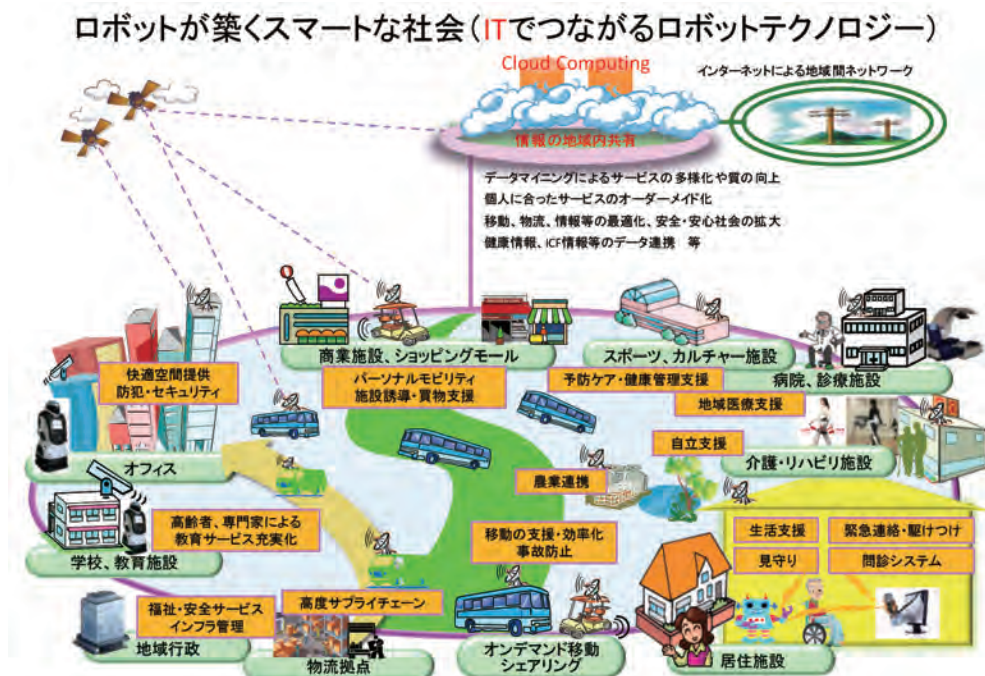 ロボットが築くスマートな社会(ITでつながるロボットテクノロジー)
Cloud Computing
情報の地域内共有
インターネットによる地域間ネットワーク
データマイニングによるサービスの多様化や質の向上
個人に合ったサービスのオーダーメイド化
移動、物流、情報等の最適化、安全・安心社会の拡大
健康情報、ICF情報等のデータ連携 等
商業施設、ショッピングモール
スポーツ、カルチャー施設
病院、診療施設
快適空間提供
防犯・セキュリティ
パーソナルモビリティ
施設誘導・買物支援
予防ケア・健康管理支援
地域医療支援
オフィス
自立支援
介護・リハビリ施設
農業連携
高齢者、専門家による
教育サービス充実化
学校、教育施設
移動の支援・効率化
事故防止
生活支援
緊急連絡・駆けつけ
見守り
問診システム
福祉・安全サービス
インフラ管理
地域行政
高度サプライチェーン
物流拠点
オンデマンド移動
シェアリング
居住施設